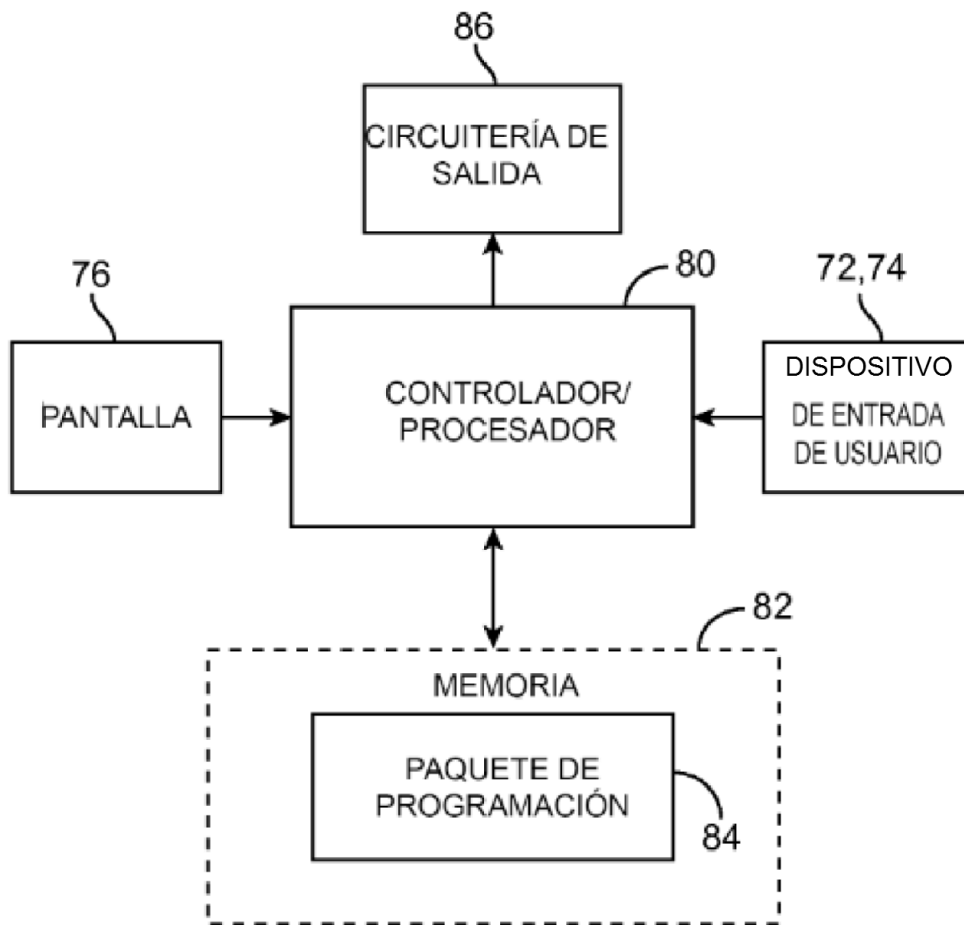 86
CIRCUITERÍA DE
SALIDA
76
80
72,74
PANTALLA
CONTROLADOR/
PROCESADOR
DISPOSITIVO
DE ENTRADA
DE USUARIO
82
MEMORIA
PAQUETE DE
PROGRAMACIÓN
84